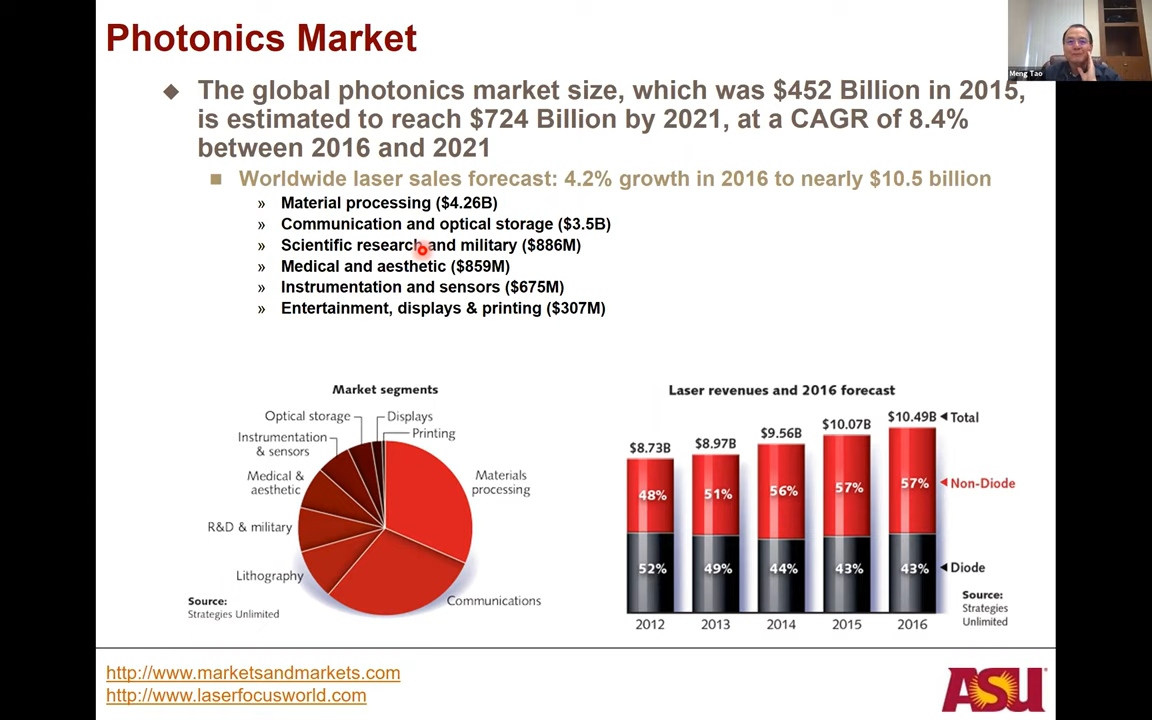 Photonics Market
Meng Tao
◆ The global photonics market size, which was $452 Billion in 2015,
is estimated to reach $724 Billion by 2021, at a CAGR of 8.4%
between 2016 and 2021
■ Worldwide laser sales forecast: 4.2% growth in 2016 to nearly $10.5 billion
» Material processing ($4.26B)
» Communication and optical storage ($3.5B)
» Scientific research and military ($886M)
» Medical and aesthetic ($859M)
» Instrumentation and sensors ($675M)
» Entertainment, displays & printing ($307M)
Market segments
Optical storage
Displays
Printing
Instrumentation
& sensors
Medical &
aesthetic
R&D & military
Lithography
Materials
processing
Communications
Source:
Strategies Unlimited
Laser revenues and 2016 forecast
$8.73B
$8.97B
$9.56B
$10.07B
$10.49B
Total
48%
51%
56%
57%
57%
Non-Diode
52%
49%
44%
43%
43%
Diode
2012
2013
2014
2015
2016
Source:
Strategies
Unlimited
http://www.marketsandmarkets.com
http://www.laserfocusworld.com
ASU